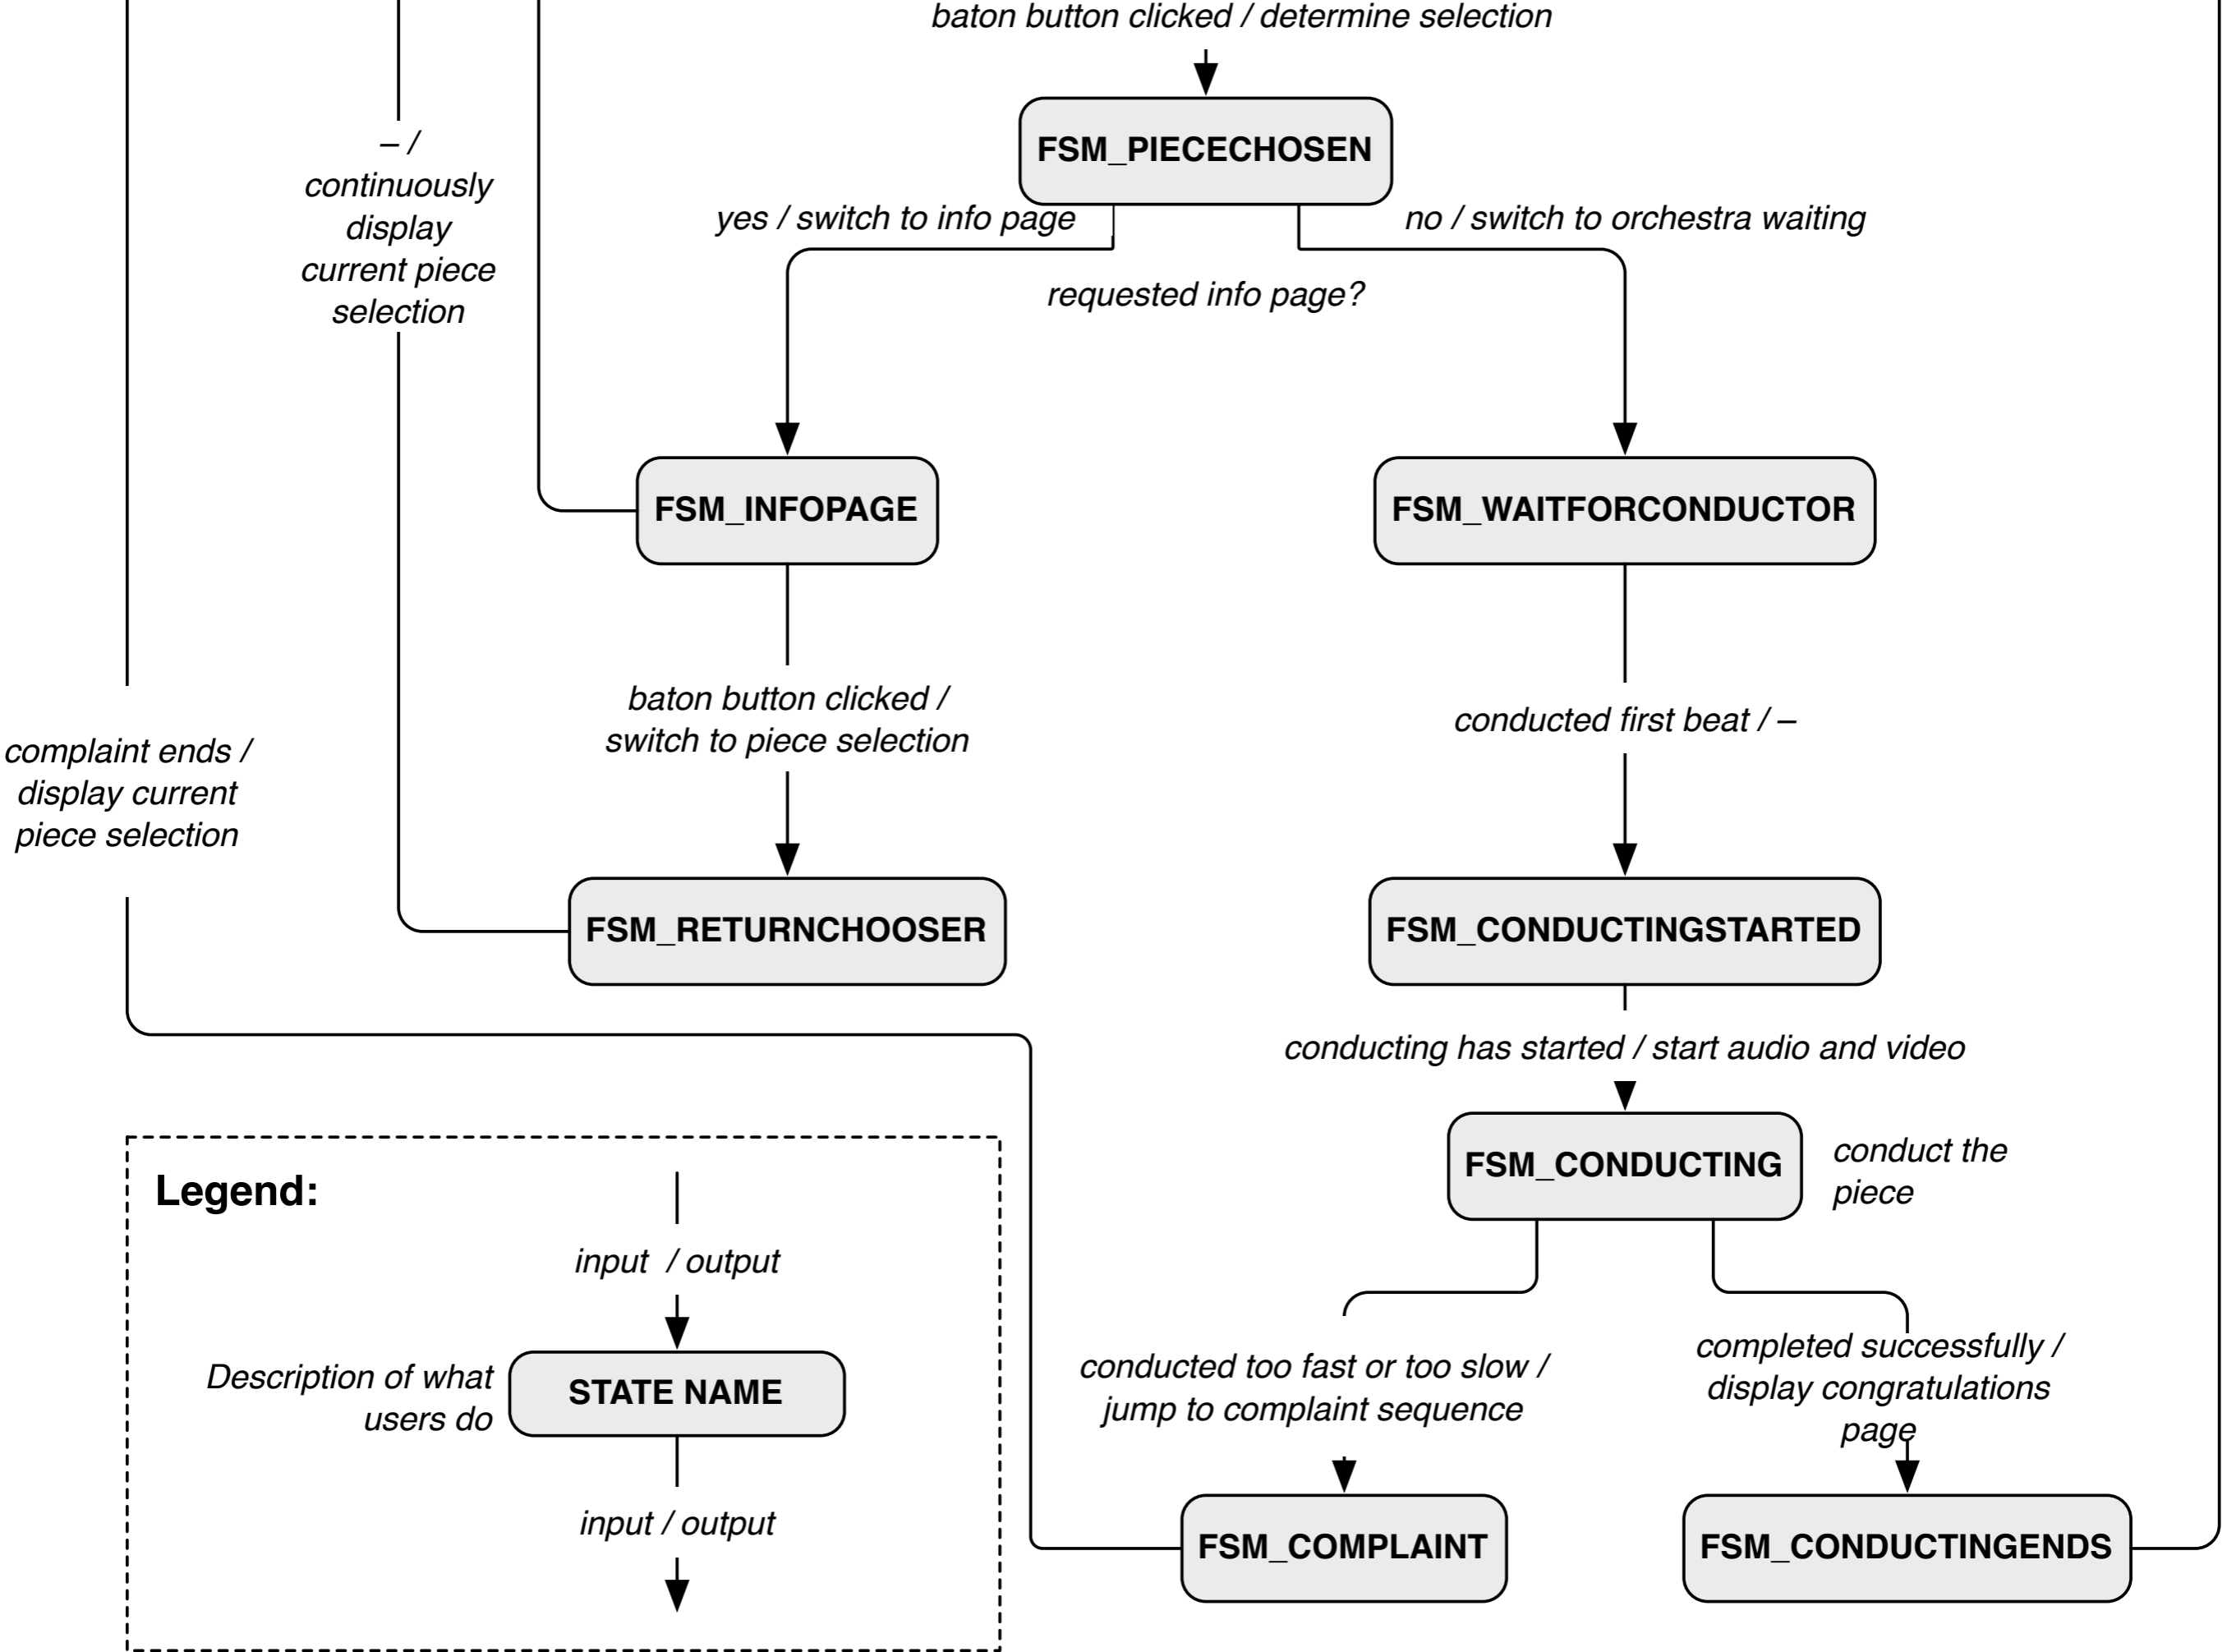 baton button clicked / determine selection
FSM_PIECECHOSEN
– /
continuously
display
current piece
selection
yes / switch to info page
no / switch to orchestra waiting
requested info page?
FSM_INFOPAGE
FSM_WAITFORCONDUCTOR
baton button clicked /
switch to piece selection
conducted first beat / –
complaint ends /
display current
piece selection
FSM_RETURNCHOOSER
FSM_CONDUCTINGSTARTED
conducting has started / start audio and video
FSM_CONDUCTING
conduct the
piece
Legend:
input / output
Description of what
users do
STATE NAME
input / output
conducted too fast or too slow /
jump to complaint sequence
completed successfully /
display congratulations
page
FSM_COMPLAINT
FSM_CONDUCTINGENDS